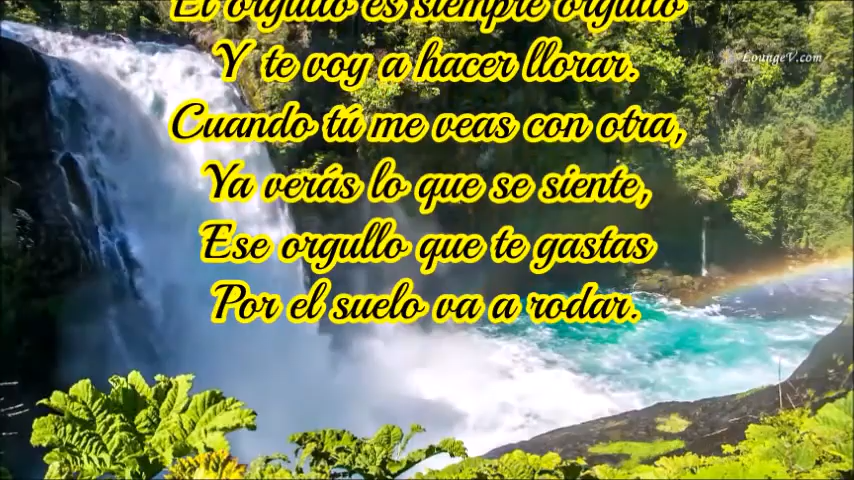 El orgullo es siempre orgullo
LoungeV.com
Y te voy a hacer llorar.
Cuando tú me veas con otra,
Ya verás lo que se siente,
Ese orgullo que te gastas
Por el suelo va a rodar.